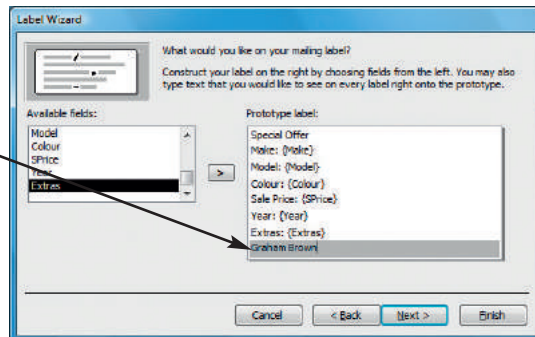 Label Wizard
What would you like on your mailing label?
Construct your label on the right by choosing fields from the left. You may also
type text that you would like to see on every label right onto the prototype.
Available fields:
Model
Colour
SPrice
Year
Extras
>
Prototype label:
Special Offer
Make: {Make}
Model: {Model}
Colour: {Colour}
Sale Price: {SPrice}
Year: {Year}
Extras: {Extras}
Graham Brown
Cancel
< Back
Next >
Finish